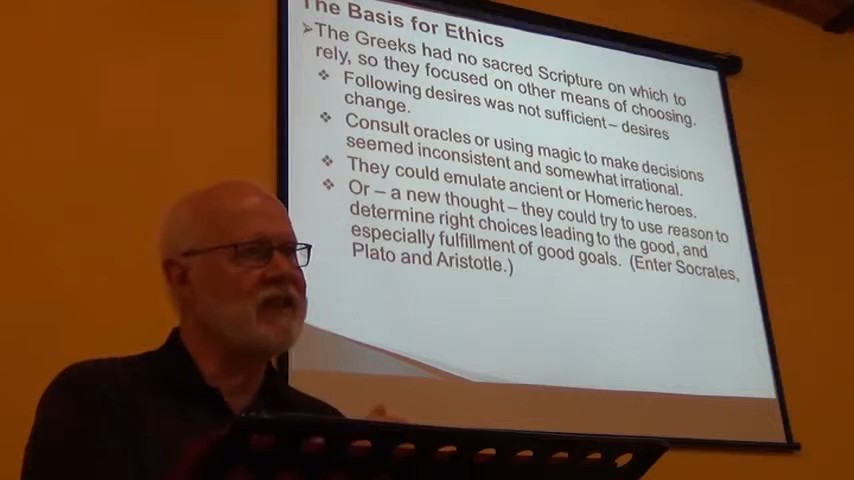 The Basis for Ethics
➢The Greeks had no sacred Scripture on which to
rely, so they focused on other means of choosing.
❖ Following desires was not sufficient – desires
change.
❖ Consult oracles or using magic to make decisions
seemed inconsistent and somewhat irrational.
❖ They could emulate ancient or Homeric heroes.
❖ Or – a new thought – they could try to use reason to
determine right choices leading to the good, and
especially fulfillment of good goals. (Enter Socrates,
Plato and Aristotle.)